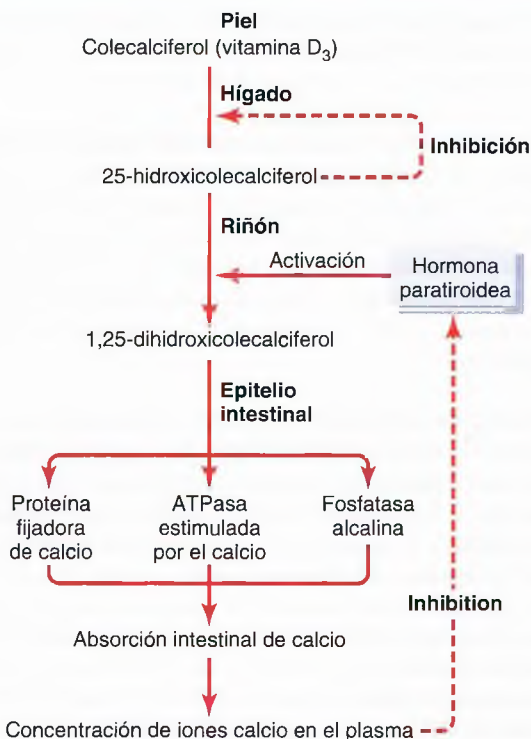 Piel
Colecalciferol (vitamina D3)
Hígado
Inhibición
25-hidroxicolecalciferol
Riñón
Activación
Hormona
paratiroidea
1,25-dihidroxicolecalciferol
Epitelio
intestinal
Proteína
fijadora
de calcio
ATPasa
estimulada
por el calcio
Fosfatasa
alcalina
Inhibition
Absorción intestinal de calcio
Concentración de iones calcio en el plasma